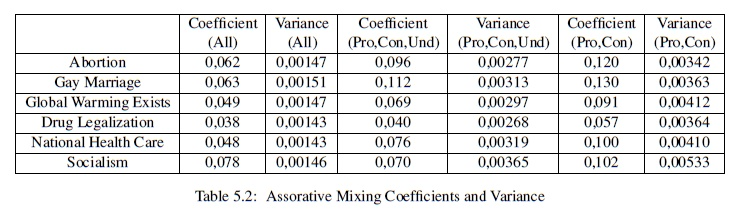 Coefficient Variance Coefficient Variance Coefficient Variance
(All) (All) (Pro,Con,Und) (Pro,Con,Und) (Pro,Con) (Pro,Con)
Abortion 0,062 0,00147 0,096 0,00277 0,120 0,00342
Gay Marriage 0,063 0,00151 0,112 0,00313 0,130 0,00363
Global Warming Exists 0,049 0,00147 0,069 0,00297 0,091 0,00412
Drug Legalization 0,038 0,00143 0,040 0,00268 0,057 0,00364
National Health Care 0,048 0,00143 0,076 0,00319 0,100 0,00410
Socialism 0,078 0,00146 0,070 0,00365 0,102 0,00533
Table 5.2: Assorative Mixing Coefficients and Variance